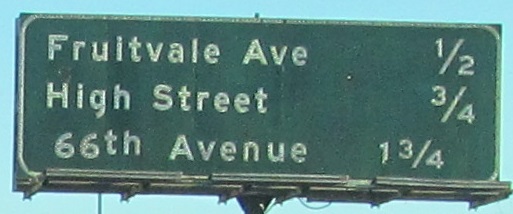 Fruitvale Ave 1/2
High Street 3/4
66th Avenue 1 3/4